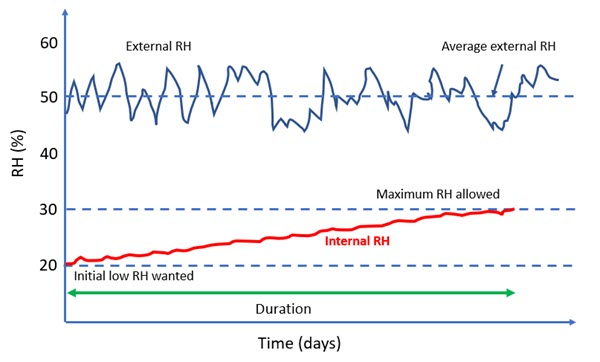 60
External RH
Average external RH
50
RH (%)
40
Maximum RH allowed
30
Internal RH
20
Initial low RH wanted
Duration
Time (days)